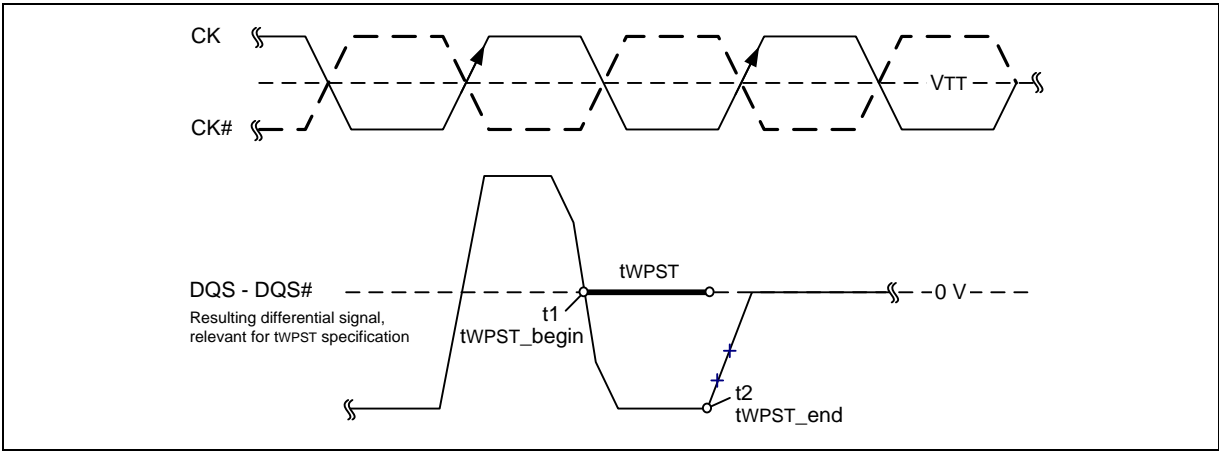 CK
VTT
CK#
tWPST
DQS - DQS#
0 V
Resulting differential signal,
relevant for tWPST specification
t1
tWPST_begin
t2
tWPST_end